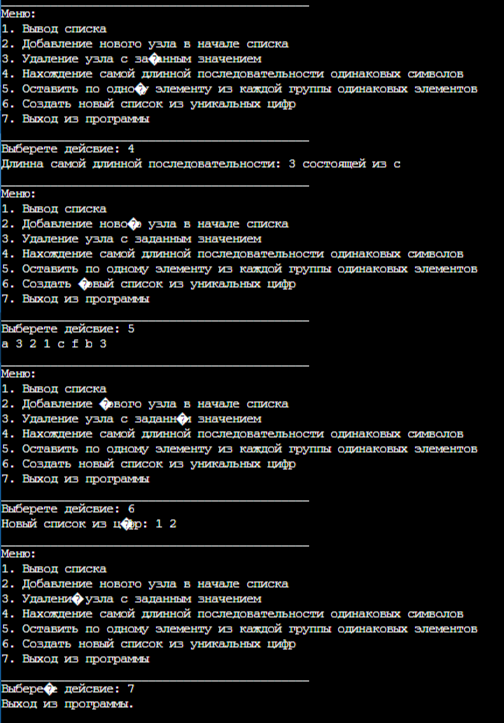 Меню:
1. Вывод списка
2. Добавление нового узла в начале списка
3. Удаление узла с за�анным значением
4. Нахождение самой длинной последовательности одинаковых символов
5. Оставить по одно�у элементу из каждой группы одинаковых элементов
6. Создать новый список из уникальных цифр
7. Выход из программы
Выберете дейсвие: 4
Длинна самой длинной последовательности: 3 состоящей из c
Меню:
1. Вывод списка
2. Добавление ново�о узла в начале списка
3. Удаление узла с заданным значением
4. Нахождение самой длинной последовательности одинаковых символов
5. Оставить по одному элементу из каждой группы одинаковых элементов
6. Создать �овый список из уникальных цифр
7. Выход из программы
Выберете дейсвие: 5
a 3 2 1 c f b 3
Меню:
1. Вывод списка
2. Добавление �ового узла в начале списка
3. Удаление узла с заданн�м значением
4. Нахождение самой длинной последовательности одинаковых символов
5. Оставить по одному элементу из каждой группы одинаковых элементов
6. Создать новый список из уникальных цифр
7. Выход из программы
Выберете дейсвие: 6
Новый список из ц�фр: 1 2
Меню:
1. Вывод списка
2. Добавление нового узла в начале списка
3. Удалени� узла с заданным значением
4. Нахождение самой длинной последовательности одинаковых символов
5. Оставить по одному элементу из каждой группы одинаковых элементов
6. Создать новый список из уникальных цифр
7. Выход из программы
Выбере�е дейсвие: 7
Выход из программы.